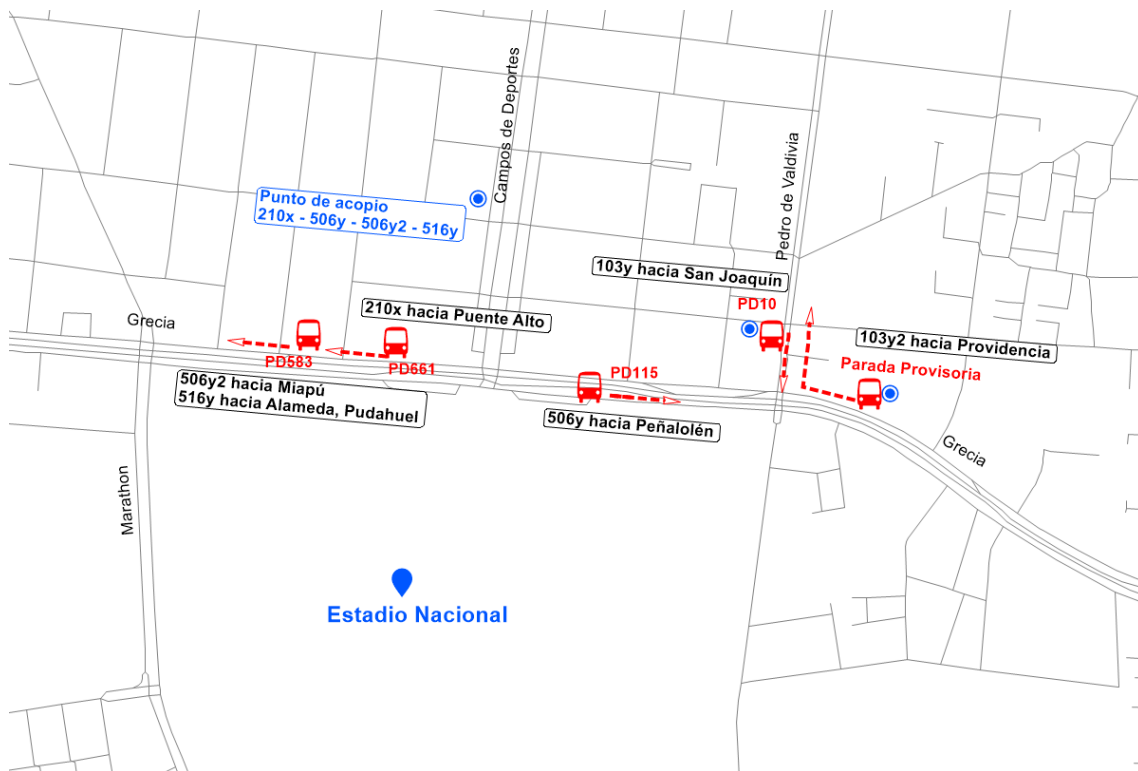 Campos de Deportes
Pedro de Valdivia
Punto de acopio
210x - 506y - 506y2 - 516y
103y hacia San Joaquín
PD10
210x hacia Puente Alto
Grecia
103y2 hacia Providencia
PD583
PD661
PD115
Parada Provisoria
506y2 hacia Miapú
516y hacia Alameda, Pudahuel
506y hacia Peñalolén
Grecia
Marathon
Estadio Nacional